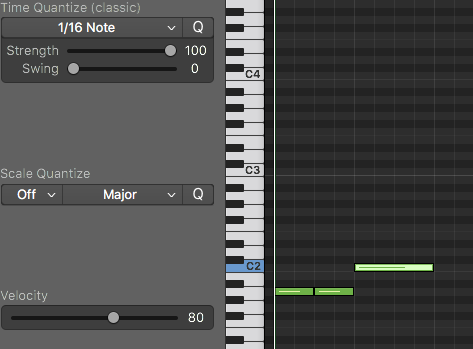 Time Quantize (classic)
1/16 Note Q
Strength 100
Swing 0
C4
C3
Scale Quantize
Off Major Q
C2
Velocity
80